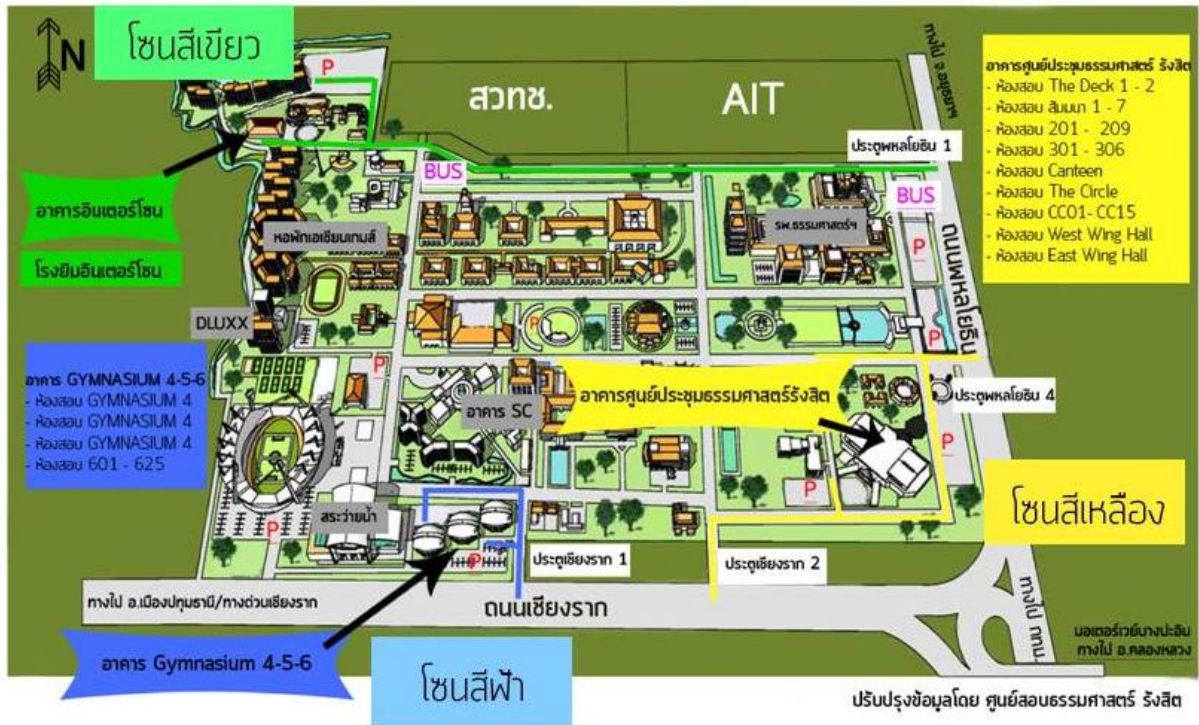 N
โซนสีเขียว
P
สวทช.
AIT
ทางไป จ.อยุธยาฯ
อาคารศูนย์ประชุมธรรมศาสตร์ รังสิต
- ห้องสอบ The Deck 1 - 2
- ห้องสอบ สัมมนา 1 - 7
- ห้องสอบ 201 - 209
- ห้องสอบ 301 - 306
- ห้องสอบ Canteen
- ห้องสอบ The Circle
- ห้องสอบ CC01- CC15
- ห้องสอบ West Wing Hall
- ห้องสอบ East Wing Hall
ประตูพหลโยธิน 1
BUS
BUS
อาคารอินเตอร์โซน
โรงยิมอินเตอร์โซน
หอพักเอเชียนเกมส์
รพ.ธรรมศาสตร์ฯ
P
ถนนพหลโยธิน
DLUXX
P
P
P
อาคาร GYMNASIUM 4-5-6
- ห้องสอบ GYMNASIUM 4
- ห้องสอบ GYMNASIUM 4
- ห้องสอบ GYMNASIUM 4
- ห้องสอบ 601 - 625
อาคาร SC
อาคารศูนย์ประชุมธรรมศาสตร์รังสิต
ประตูพหลโยธิน 4
P
P
โซนสีเหลือง
สระว่ายน้ำ
P
P
ประตูเชียงราก 1
ประตูเชียงราก 2
ทางไป อ.เมืองปทุมธานี/ทางด่วนเชียงราก
ถนนเชียงราก
ทางไป กทม.
มอเตอร์เวย์บางปะอิน
ทางไป อ.คลองหลวง
อาคาร Gymnasium 4-5-6
โซนสีฟ้า
ปรับปรุงข้อมูลโดย ศูนย์สอบธรรมศาสตร์ รังสิต